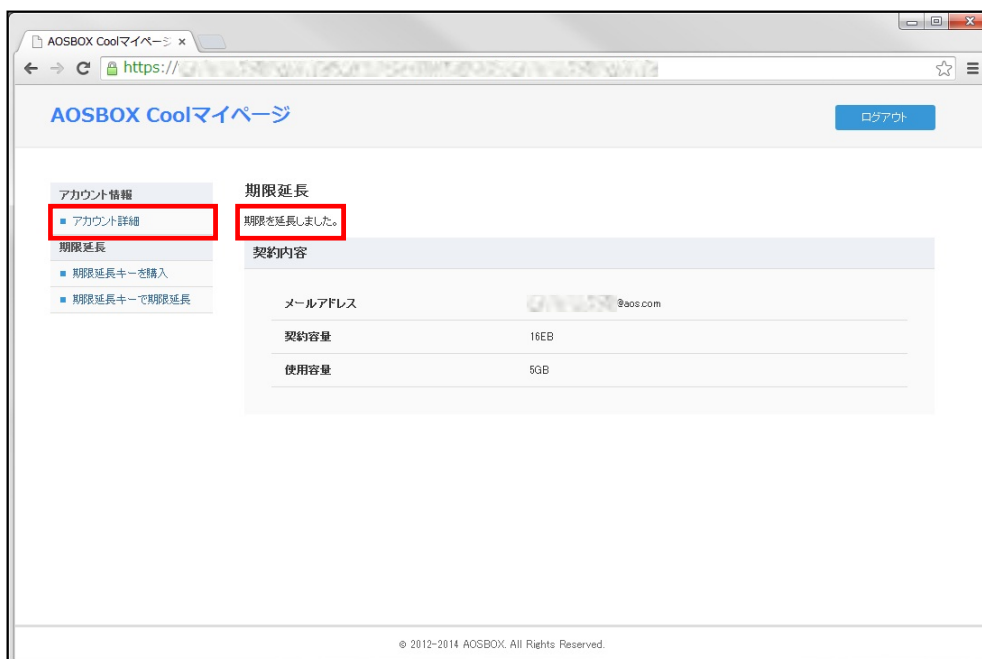 AOSBOX Coolマイページ
https://
AOSBOX Coolマイページ
ログアウト
アカウント情報
アカウント詳細
期限延長
期限延長キーを購入
期限延長キーで期限延長
期限延長
期限を延長しました。
契約内容
メールアドレス @aos.com
契約容量 16EB
使用容量 5GB
© 2012-2014 AOSBOX. All Rights Reserved.